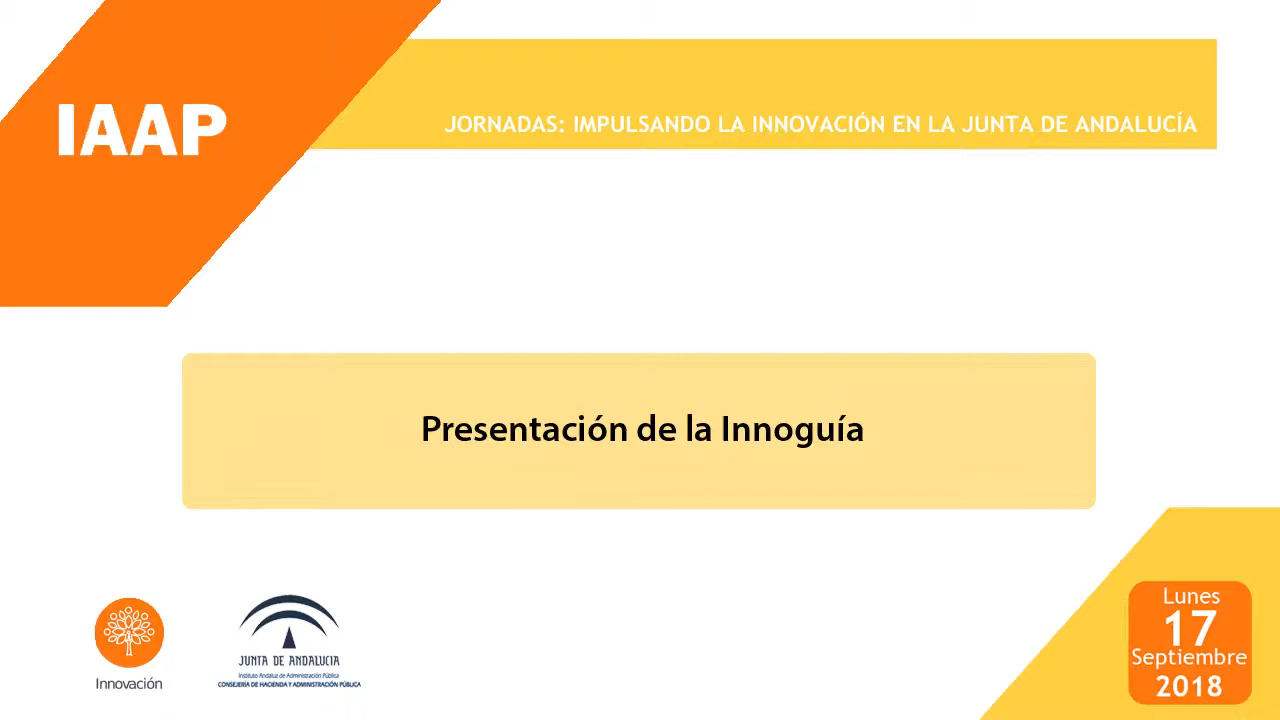 IAAP
JORNADAS: IMPULSANDO LA INNOVACIÓN EN LA JUNTA DE ANDALUCÍA
Presentación de la Innoguía
Innovación
JUNTA DE ANDALUCIA
Instituto Andaluz de Administración Pública
CONSEJERÍA DE HACIENDA Y ADMINISTRACIÓN PÚBLICA
Lunes
17
Septiembre
2018